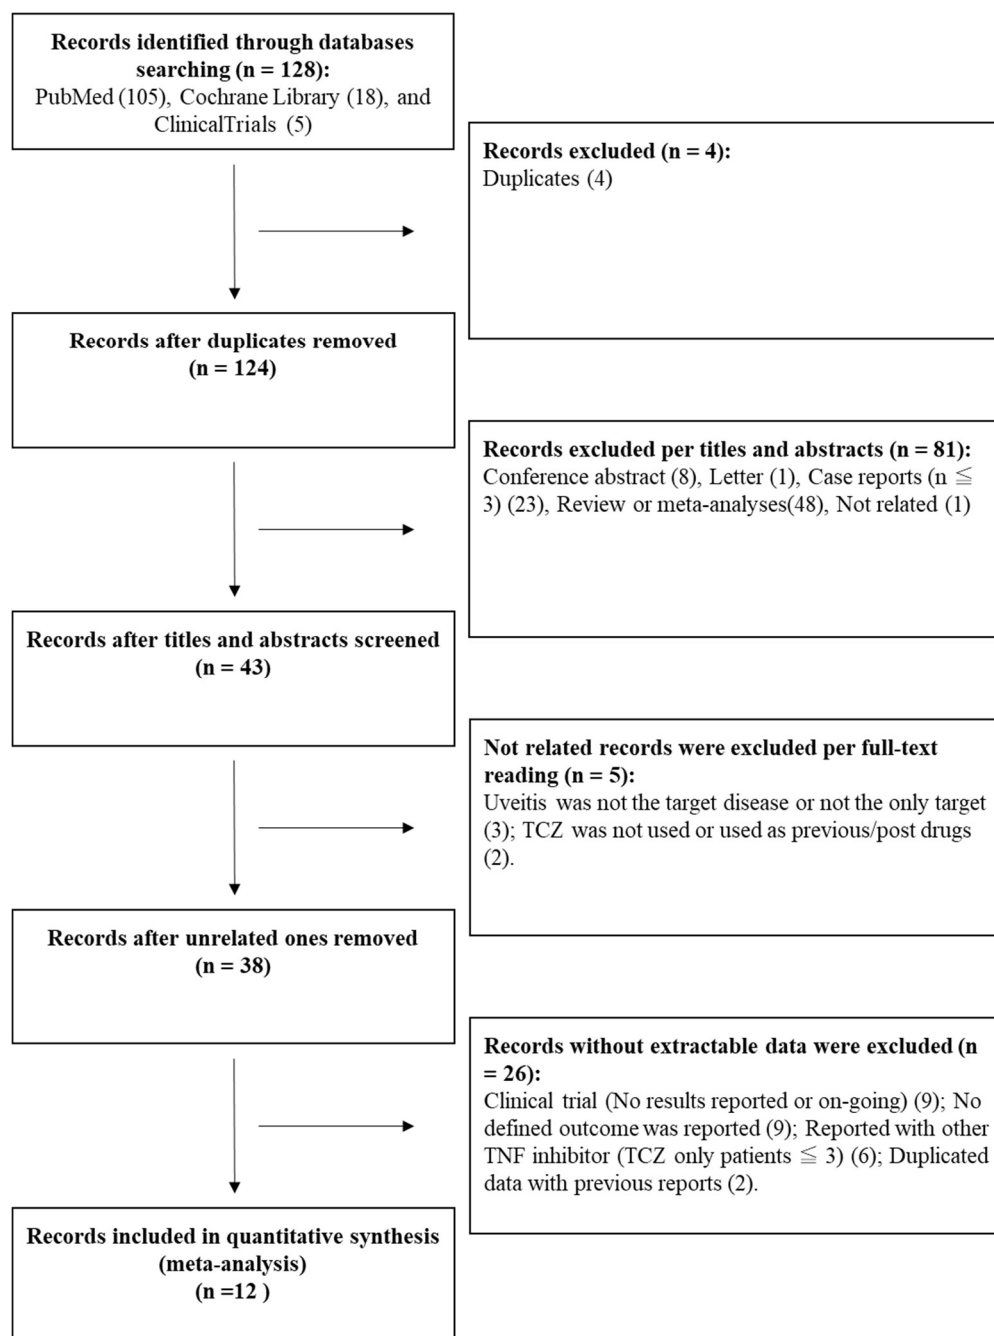 Records identified through databases
searching (n = 128):
PubMed (105), Cochrane Library (18), and
ClinicalTrials (5)
Records excluded (n = 4):
Duplicates (4)
Records after duplicates removed
(n = 124)
Records excluded per titles and abstracts (n = 81):
Conference abstract (8), Letter (1), Case reports (n ≦
3) (23), Review or meta-analyses(48), Not related (1)
Records after titles and abstracts screened
(n = 43)
Not related records were excluded per full-text
reading (n = 5):
Uveitis was not the target disease or not the only target
(3); TCZ was not used or used as previous/post drugs
(2).
Records after unrelated ones removed
(n = 38)
Records without extractable data were excluded (n
= 26):
Clinical trial (No results reported or on-going) (9); No
defined outcome was reported (9); Reported with other
TNF inhibitor (TCZ only patients ≦ 3) (6); Duplicated
data with previous reports (2).
Records included in quantitative synthesis
(meta-analysis)
(n =12 )